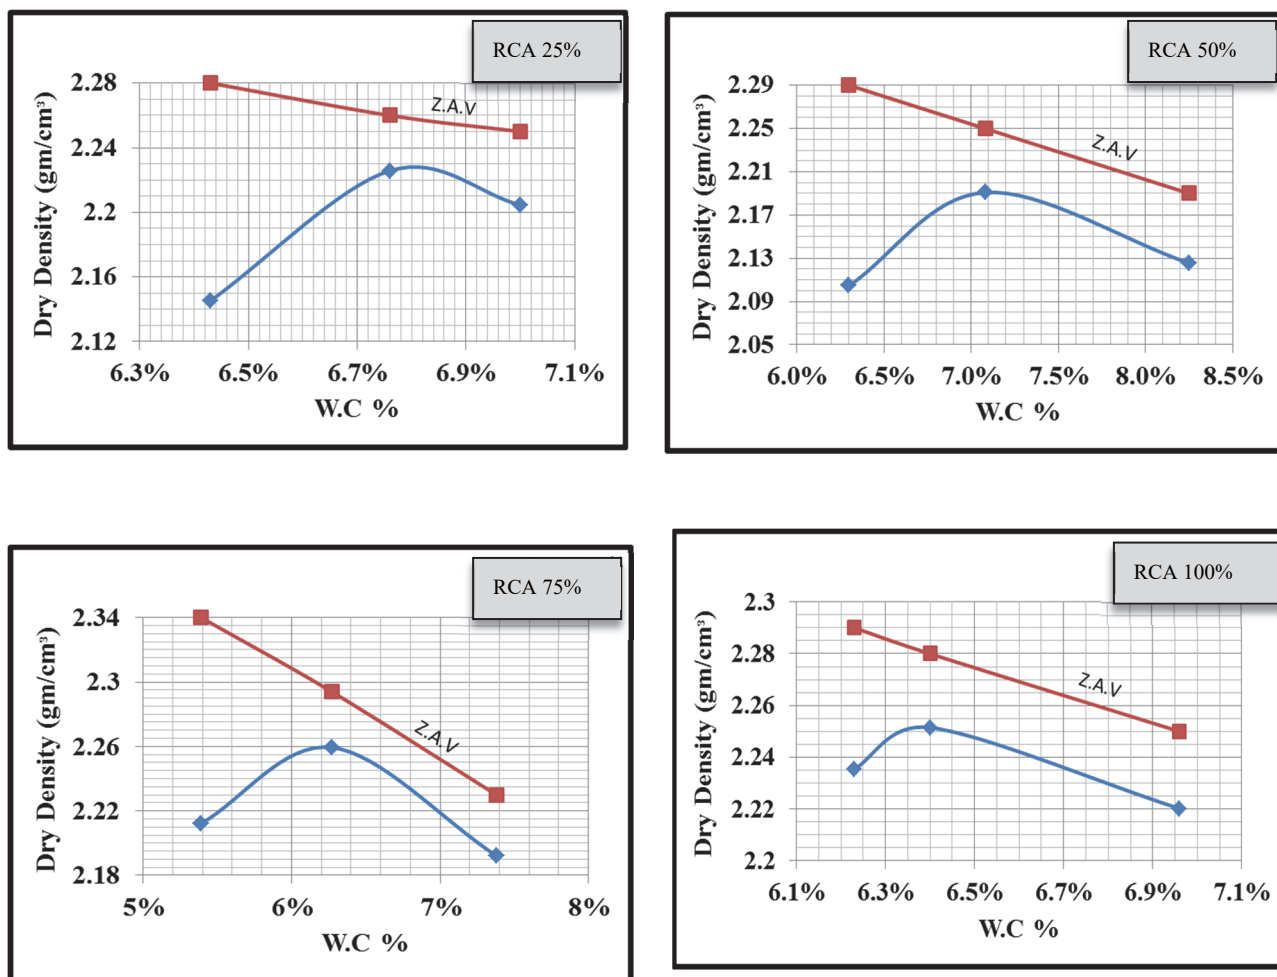 RCA 25%
Dry Density (gm/cm³)
2.28
2.24
2.2
2.16
2.12
Z.A.V
6.3% 6.5% 6.7% 6.9% 7.1%
W.C %
RCA 50%
Dry Density (gm/cm³)
2.29
2.25
2.21
2.17
2.13
2.09
2.05
Z.A.V
6.0% 6.5% 7.0% 7.5% 8.0% 8.5%
W.C %
RCA 75%
Dry Density (gm/cm³)
2.34
2.3
2.26
2.22
2.18
Z.A.V
5% 6% 7% 8%
W.C %
RCA 100%
Dry Density (gm/cm³)
2.3
2.28
2.26
2.24
2.22
2.2
Z.A.V
6.1% 6.3% 6.5% 6.7% 6.9% 7.1%
W.C %